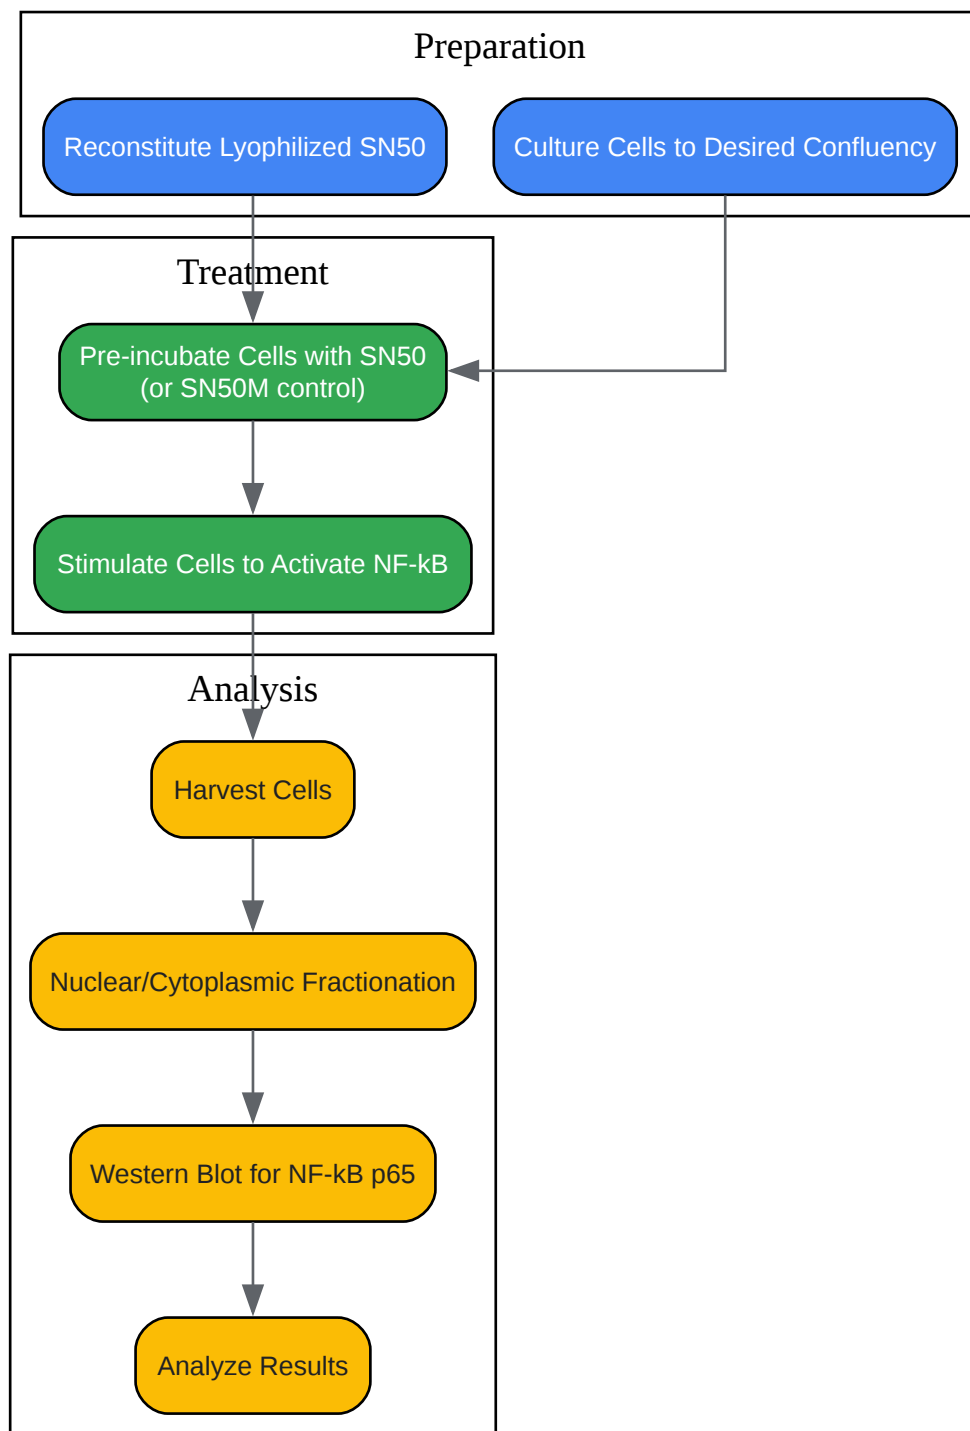 Preparation
Reconstitute Lyophilized SN50
Culture Cells to Desired Confluency
Treatment
Pre-incubate Cells with SN50
(or SN50M control)
Stimulate Cells to Activate NF-kB
Analysis
Harvest Cells
Nuclear/Cytoplasmic Fractionation
Western Blot for NF-kB p65
Analyze Results